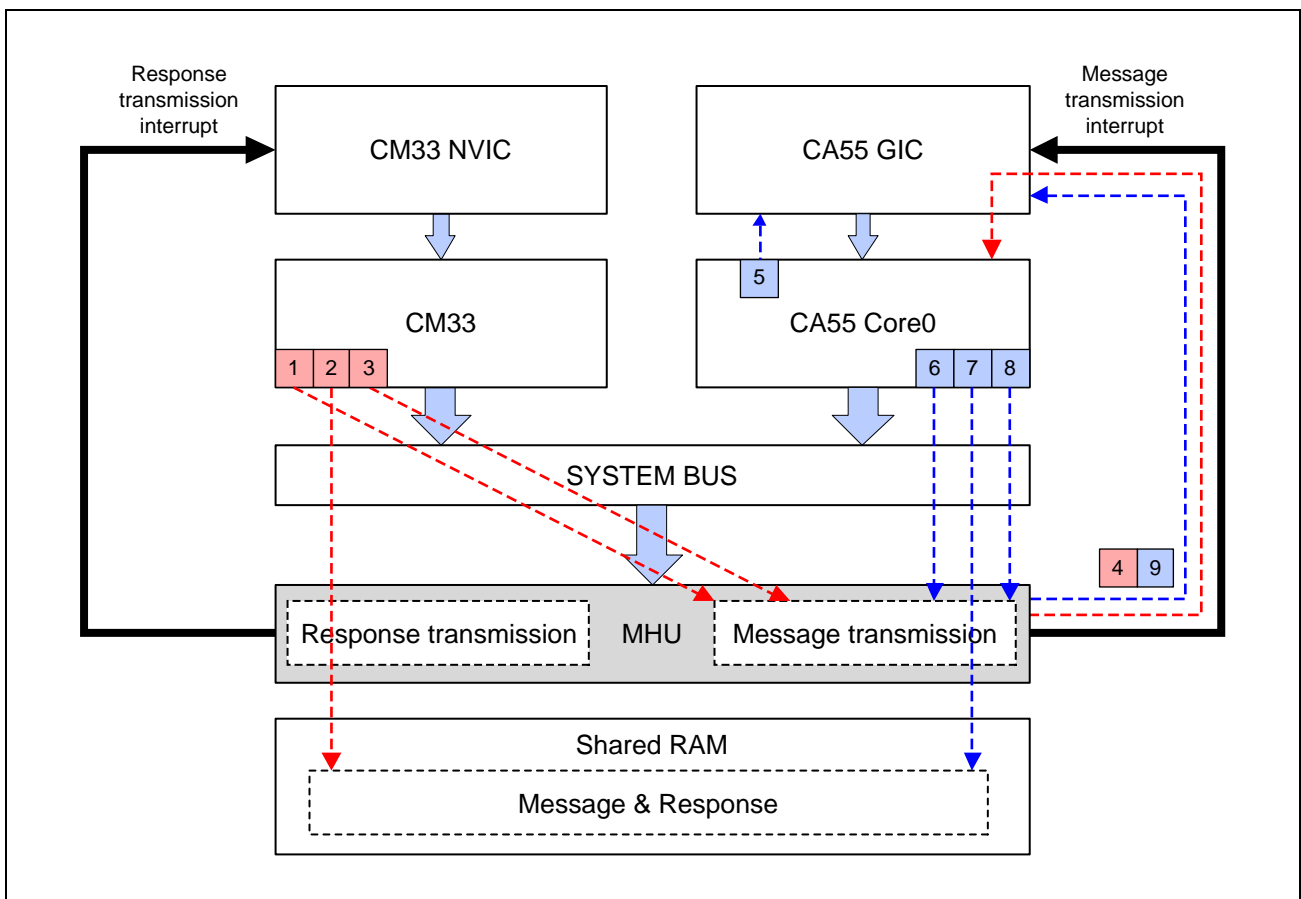 Response
transmission
interrupt
Message
transmission
interrupt
CM33 NVIC
CA55 GIC
5
CM33
CA55 Core0
1 2 3
6 7 8
SYSTEM BUS
4 9
Response transmission
MHU
Message transmission
Shared RAM
Message & Response